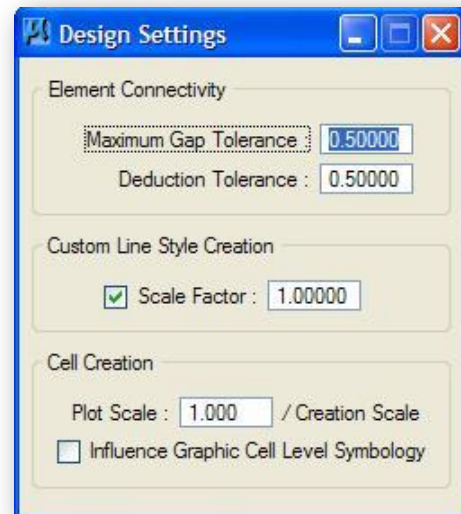 Design Settings
Element Connectivity
Maximum Gap Tolerance : 0.50000
Deduction Tolerance : 0.50000
Custom Line Style Creation
Scale Factor : 1.00000
Cell Creation
Plot Scale : 1.000 / Creation Scale
Influence Graphic Cell Level Symbology